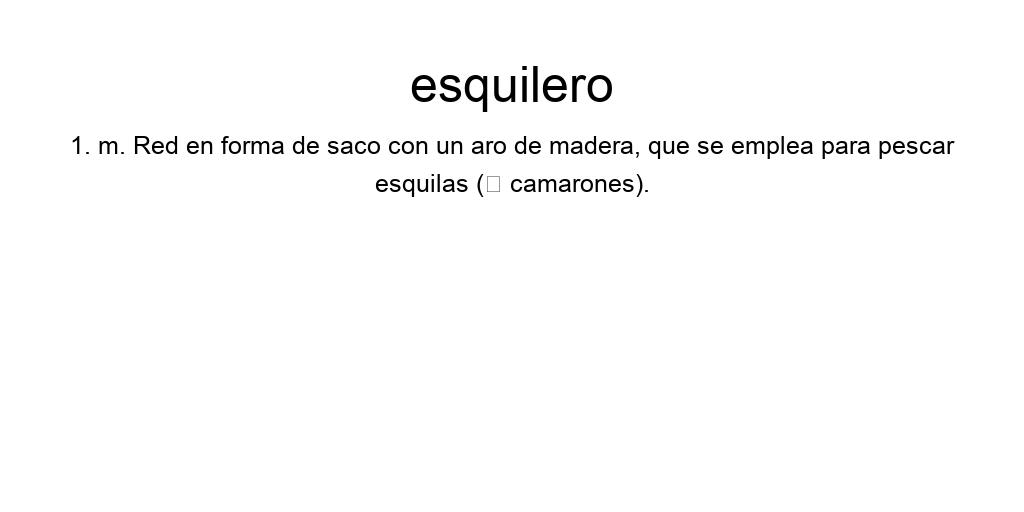 esquilero
1. m. Red en forma de saco con un aro de madera, que se emplea para pescar
esquilas (□ camarones).